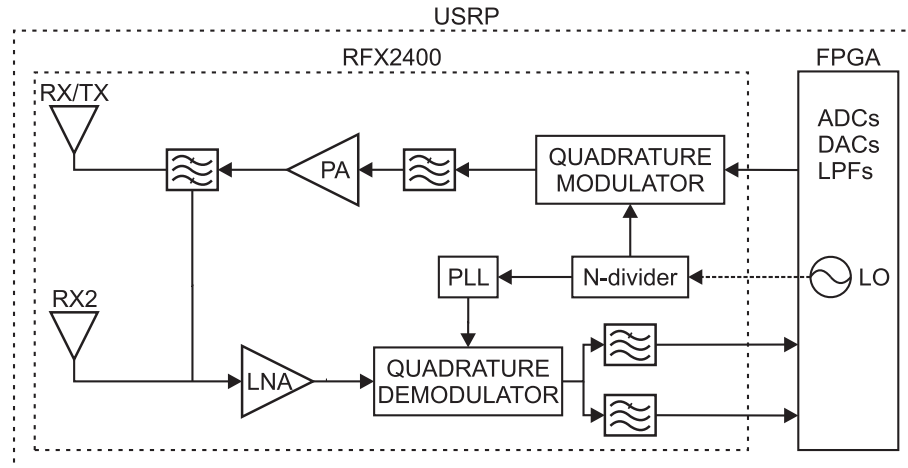 USRP
RFX2400
FPGA
RX/TX
ADCs
DACs
LPFs
PA
QUADRATURE
MODULATOR
PLL
N-divider
LO
RX2
LNA
QUADRATURE
DEMODULATOR